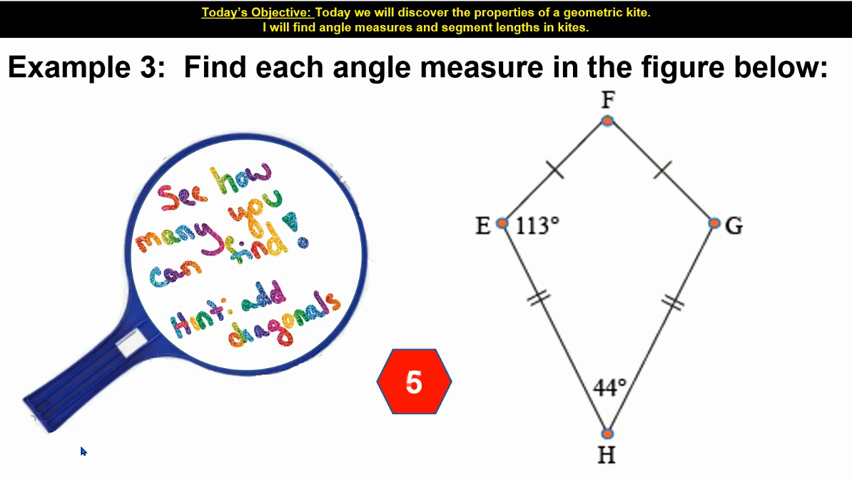 Today's Objective: Today we will discover the properties of a geometric kite.
I will find angle measures and segment lengths in kites.
Example 3: Find each angle measure in the figure below:
See how
many you
can find!
Hint: add
diagonals
5
F
E
113°
G
44°
H